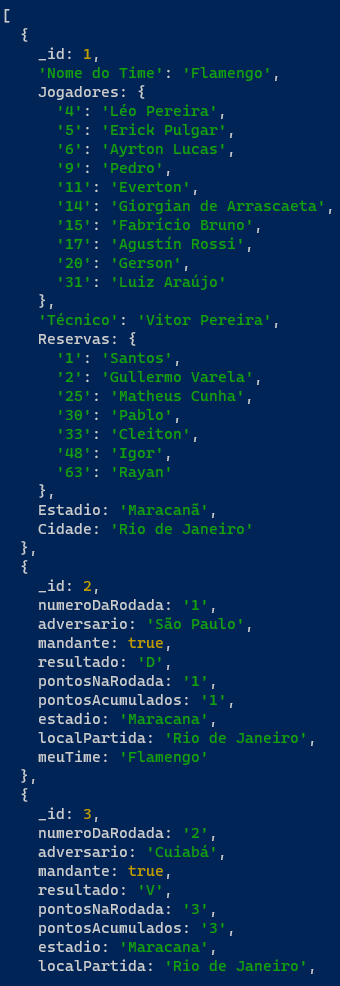 [
  {
    _id: 1,
    'Nome do Time': 'Flamengo',
    Jogadores: {
      '4': 'Léo Pereira',
      '5': 'Erick Pulgar',
      '6': 'Ayrton Lucas',
      '9': 'Pedro',
      '11': 'Everton',
      '14': 'Giorgian de Arrascaeta',
      '15': 'Fabrício Bruno',
      '17': 'Agustín Rossi',
      '20': 'Gerson',
      '31': 'Luiz Araújo'
    },
    'Técnico': 'Vitor Pereira',
    Reservas: {
      '1': 'Santos',
      '2': 'Gullermo Varela',
      '25': 'Matheus Cunha',
      '30': 'Pablo',
      '33': 'Cleiton',
      '48': 'Igor',
      '63': 'Rayan'
    },
    Estadio: 'Maracanã',
    Cidade: 'Rio de Janeiro'
  },
  {
    _id: 2,
    numeroDaRodada: '1',
    adversario: 'São Paulo',
    mandante: true,
    resultado: 'D',
    pontosNaRodada: '1',
    pontosAcumulados: '1',
    estadio: 'Maracana',
    localPartida: 'Rio de Janeiro',
    meuTime: 'Flamengo'
  },
  {
    _id: 3,
    numeroDaRodada: '2',
    adversario: 'Cuiabá',
    mandante: true,
    resultado: 'V',
    pontosNaRodada: '3',
    pontosAcumulados: '3',
    estadio: 'Maracana',
    localPartida: 'Rio de Janeiro',